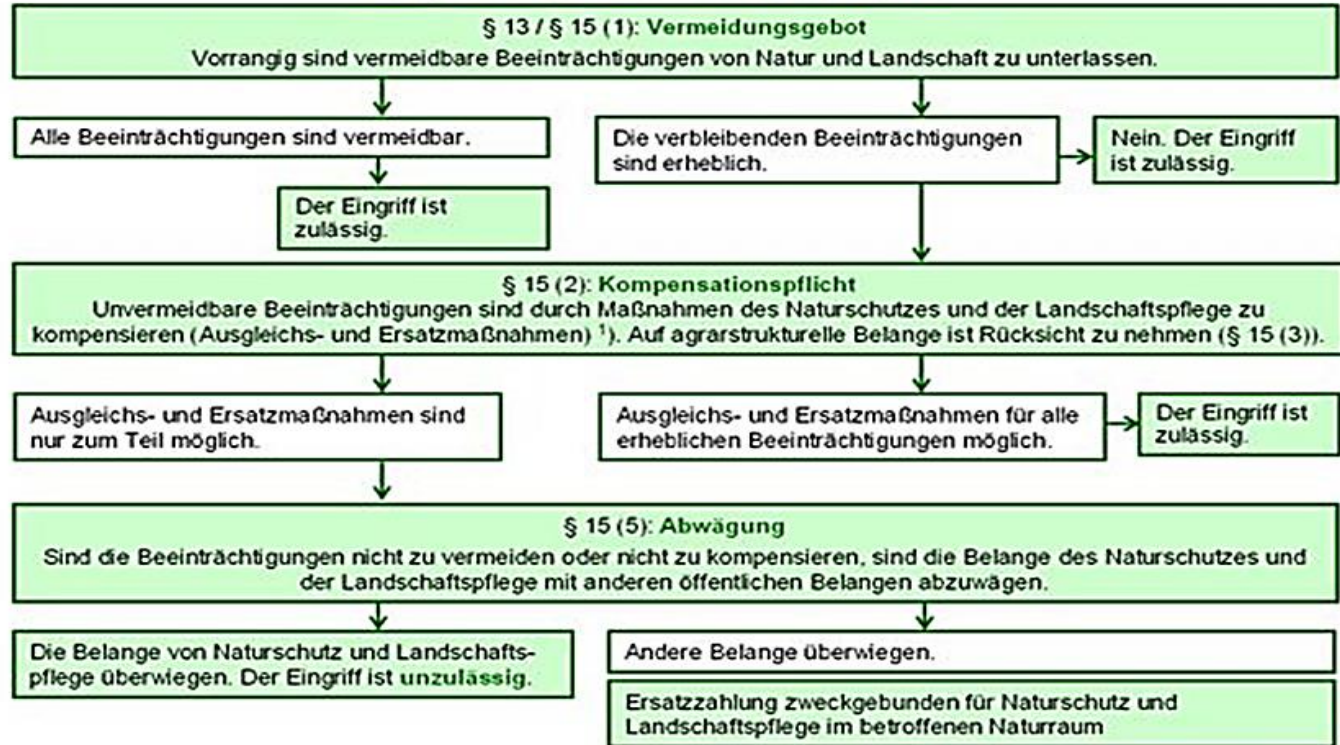 § 13 / § 15 (1): Vermeidungsgebot
Vorrangig sind vermeidbare Beeinträchtigungen von Natur und Landschaft zu unterlassen.
Alle Beeinträchtigungen sind vermeidbar.
Der Eingriff ist
zulässig.
Die verbleibenden Beeinträchtigungen
sind erheblich.
Nein. Der Eingriff
ist zulässig.
§ 15 (2): Kompensationspflicht
Unvermeidbare Beeinträchtigungen sind durch Maßnahmen des Naturschutzes und der Landschaftspflege zu
kompensieren (Ausgleichs- und Ersatzmaßnahmen) ¹). Auf agrarstrukturelle Belange ist Rücksicht zu nehmen (§ 15 (3)).
Ausgleichs- und Ersatzmaßnahmen sind
nur zum Teil möglich.
Ausgleichs- und Ersatzmaßnahmen für alle
erheblichen Beeinträchtigungen möglich.
Der Eingriff ist
zulässig.
§ 15 (5): Abwägung
Sind die Beeinträchtigungen nicht zu vermeiden oder nicht zu kompensieren, sind die Belange des Naturschutzes und
der Landschaftspflege mit anderen öffentlichen Belangen abzuwägen.
Die Belange von Naturschutz und Landschafts-
pflege überwiegen. Der Eingriff ist unzulässig.
Andere Belange überwiegen.
Ersatzzahlung zweckgebunden für Naturschutz und
Landschaftspflege im betroffenen Naturraum